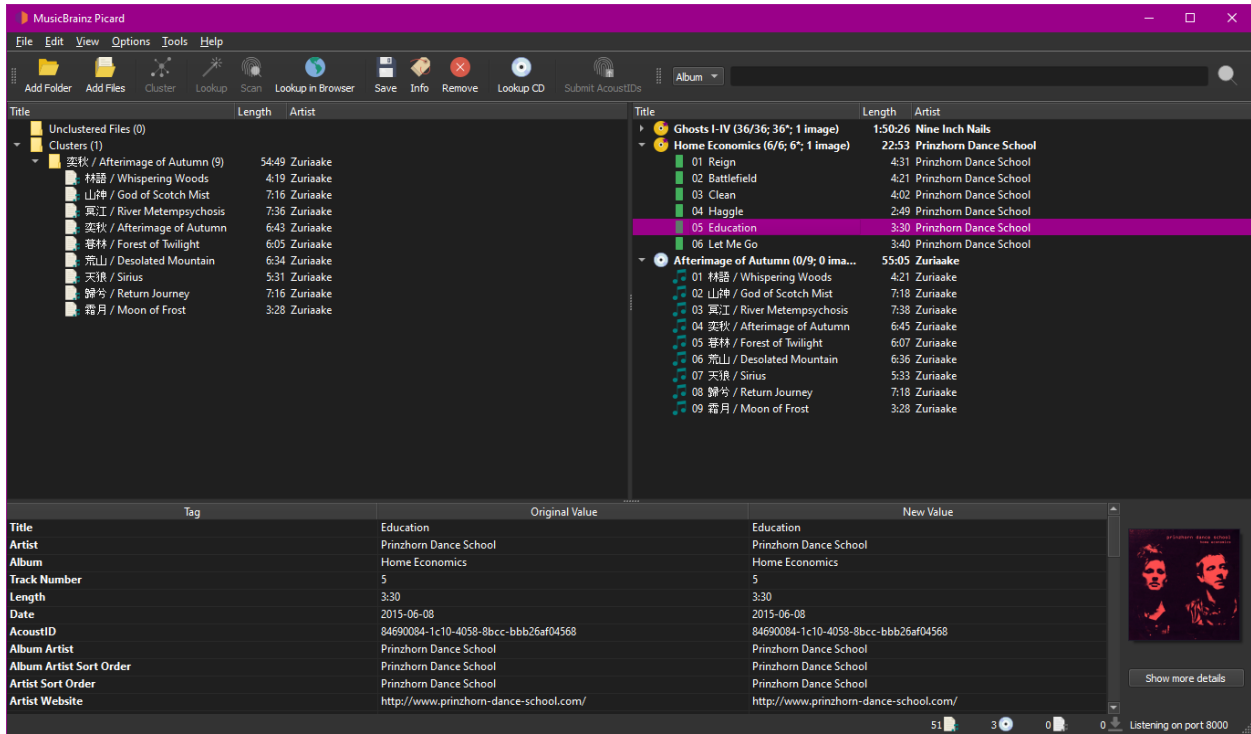 MusicBrainz Picard
File Edit View Options Tools Help
Add Folder Add Files Cluster Lookup Scan Lookup in Browser Save Info Remove Lookup CD Submit AcoustIDs Album
Title Length Artist
Unclustered Files (0)
Clusters (1)
奕秋 / Afterimage of Autumn (9) 54:49 Zuriaake
林語 / Whispering Woods 4:19 Zuriaake
山神 / God of Scotch Mist 7:16 Zuriaake
冥江 / River Metempsychosis 7:36 Zuriaake
奕秋 / Afterimage of Autumn 6:43 Zuriaake
暮林 / Forest of Twilight 6:05 Zuriaake
荒山 / Desolated Mountain 6:34 Zuriaake
天狼 / Sirius 5:31 Zuriaake
歸兮 / Return Journey 7:16 Zuriaake
霜月 / Moon of Frost 3:28 Zuriaake
Title Length Artist
Ghosts I-IV (36/36; 36*; 1 image) 1:50:26 Nine Inch Nails
Home Economics (6/6; 6*; 1 image) 22:53 Prinzhorn Dance School
01 Reign 4:31 Prinzhorn Dance School
02 Battlefield 4:21 Prinzhorn Dance School
03 Clean 4:02 Prinzhorn Dance School
04 Haggle 2:49 Prinzhorn Dance School
05 Education 3:30 Prinzhorn Dance School
06 Let Me Go 3:40 Prinzhorn Dance School
Afterimage of Autumn (0/9; 0 ima... 55:05 Zuriaake
01 林語 / Whispering Woods 4:21 Zuriaake
02 山神 / God of Scotch Mist 7:18 Zuriaake
03 冥江 / River Metempsychosis 7:38 Zuriaake
04 奕秋 / Afterimage of Autumn 6:45 Zuriaake
05 暮林 / Forest of Twilight 6:07 Zuriaake
06 荒山 / Desolated Mountain 6:36 Zuriaake
07 天狼 / Sirius 5:33 Zuriaake
08 歸兮 / Return Journey 7:18 Zuriaake
09 霜月 / Moon of Frost 3:28 Zuriaake
Tag Original Value New Value
Title Education Education
Artist Prinzhorn Dance School Prinzhorn Dance School
Album Home Economics Home Economics
Track Number 5 5
Length 3:30 3:30
Date 2015-06-08 2015-06-08
AcoustID 84690084-1c10-4058-8bcc-bbb26af04568 84690084-1c10-4058-8bcc-bbb26af04568
Album Artist Prinzhorn Dance School Prinzhorn Dance School
Album Artist Sort Order Prinzhorn Dance School Prinzhorn Dance School
Artist Sort Order Prinzhorn Dance School Prinzhorn Dance School
Artist Website http://www.prinzhorn-dance-school.com/ http://www.prinzhorn-dance-school.com/
prinzhorn dance school
home economics
Show more details
51 3 0 0 Listening on port 8000